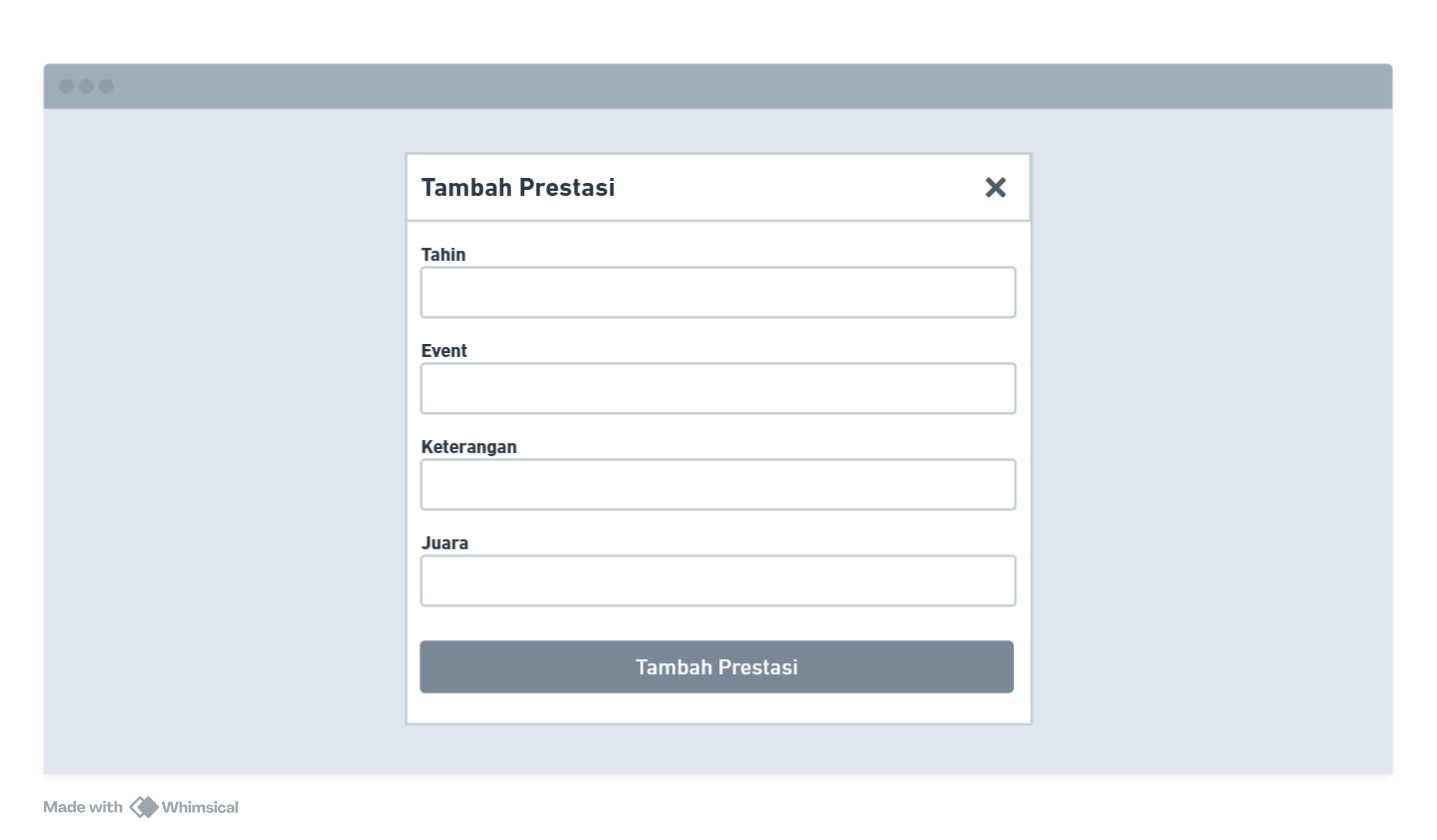 Tambah Prestasi
Tahin
Event
Keterangan
Juara
Tambah Prestasi
Made with Whimsical